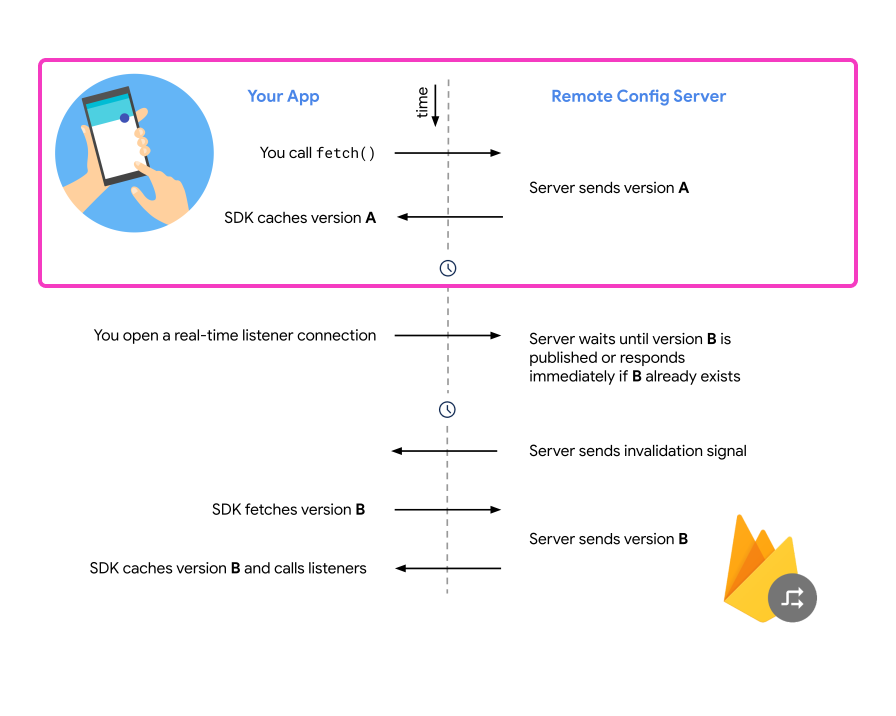 Your App
time
Remote Config Server
You call fetch()
Server sends version A
SDK caches version A
You open a real-time listener connection
Server waits until version B is
published or responds
immediately if B already exists
Server sends invalidation signal
SDK fetches version B
Server sends version B
SDK caches version B and calls listeners